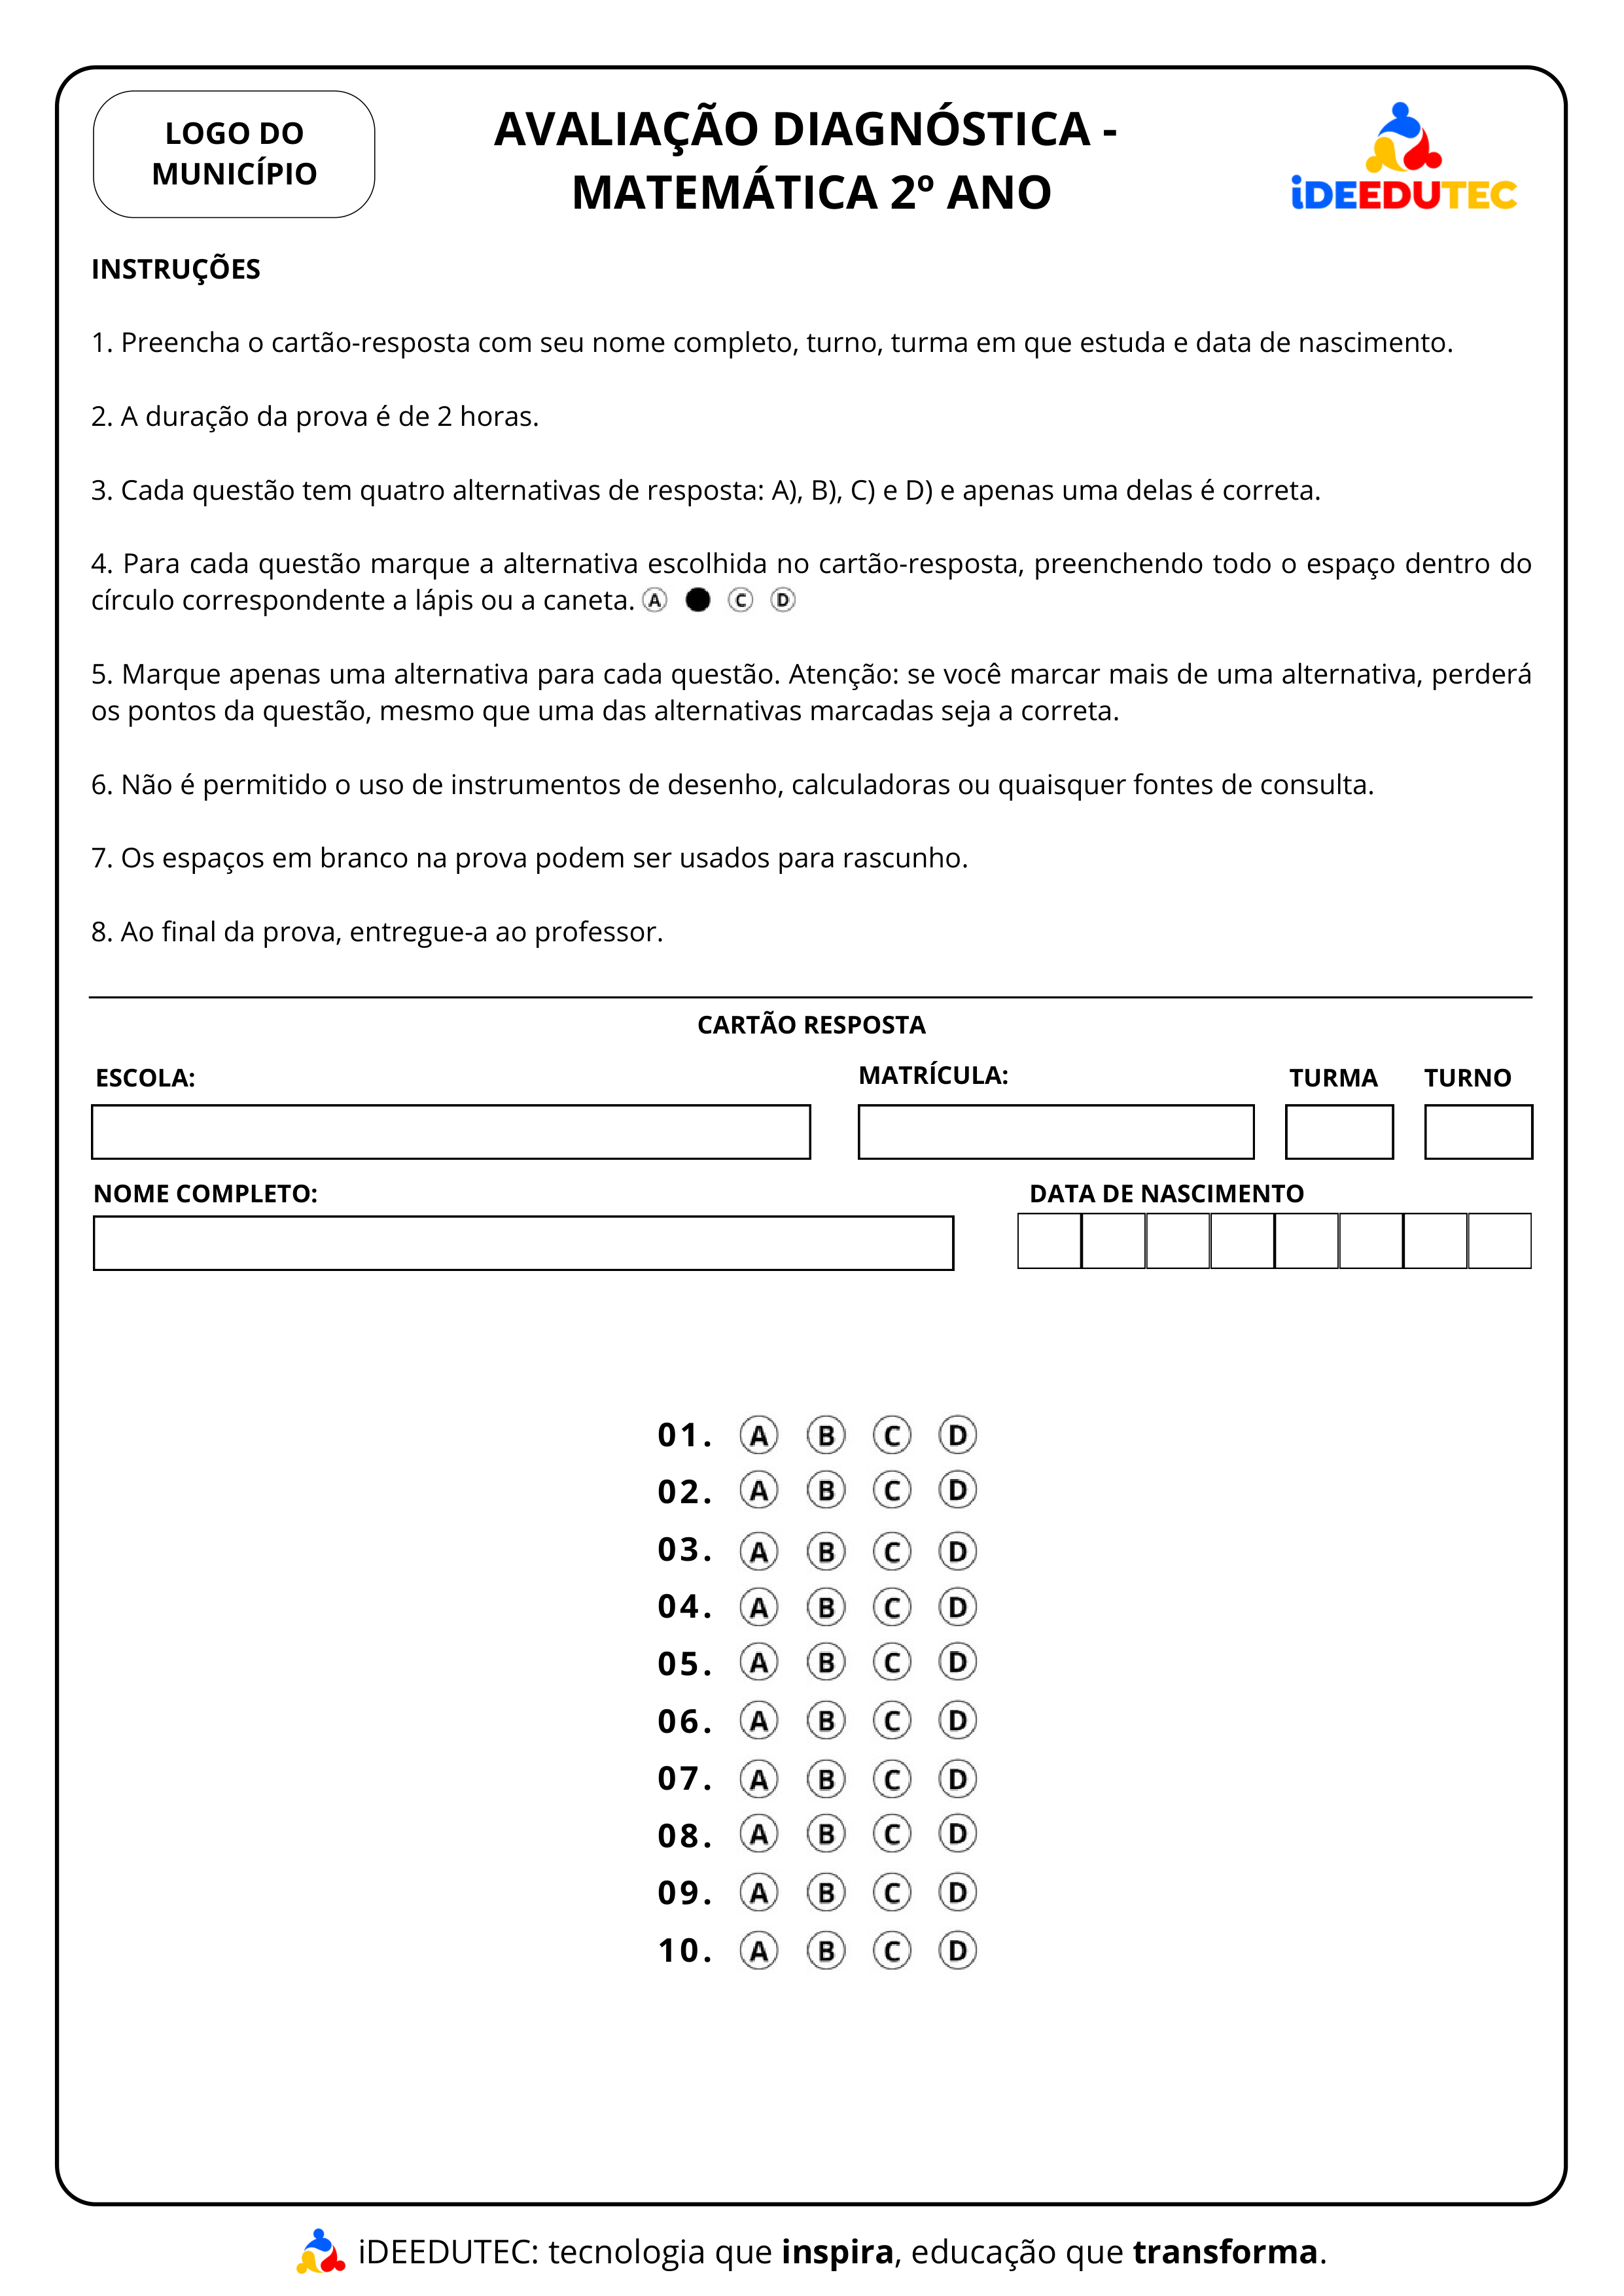 LOGO DO
MUNICÍPIO
AVALIAÇÃO DIAGNÓSTICA -
MATEMÁTICA 2º ANO
iDEEDUTEC
INSTRUÇÕES
1. Preencha o cartão-resposta com seu nome completo, turno, turma em que estuda e data de nascimento.
2. A duração da prova é de 2 horas.
3. Cada questão tem quatro alternativas de resposta: A), B), C) e D) e apenas uma delas é correta.
4. Para cada questão marque a alternativa escolhida no cartão-resposta, preenchendo todo o espaço dentro do
círculo correspondente a lápis ou a caneta. A C D
5. Marque apenas uma alternativa para cada questão. Atenção: se você marcar mais de uma alternativa, perderá
os pontos da questão, mesmo que uma das alternativas marcadas seja a correta.
6. Não é permitido o uso de instrumentos de desenho, calculadoras ou quaisquer fontes de consulta.
7. Os espaços em branco na prova podem ser usados para rascunho.
8. Ao final da prova, entregue-a ao professor.
CARTÃO RESPOSTA
ESCOLA: MATRÍCULA: TURMA TURNO
NOME COMPLETO: DATA DE NASCIMENTO
01. A B C D
02. A B C D
03. A B C D
04. A B C D
05. A B C D
06. A B C D
07. A B C D
08. A B C D
09. A B C D
10. A B C D
iDEEDUTEC: tecnologia que inspira, educação que transforma.